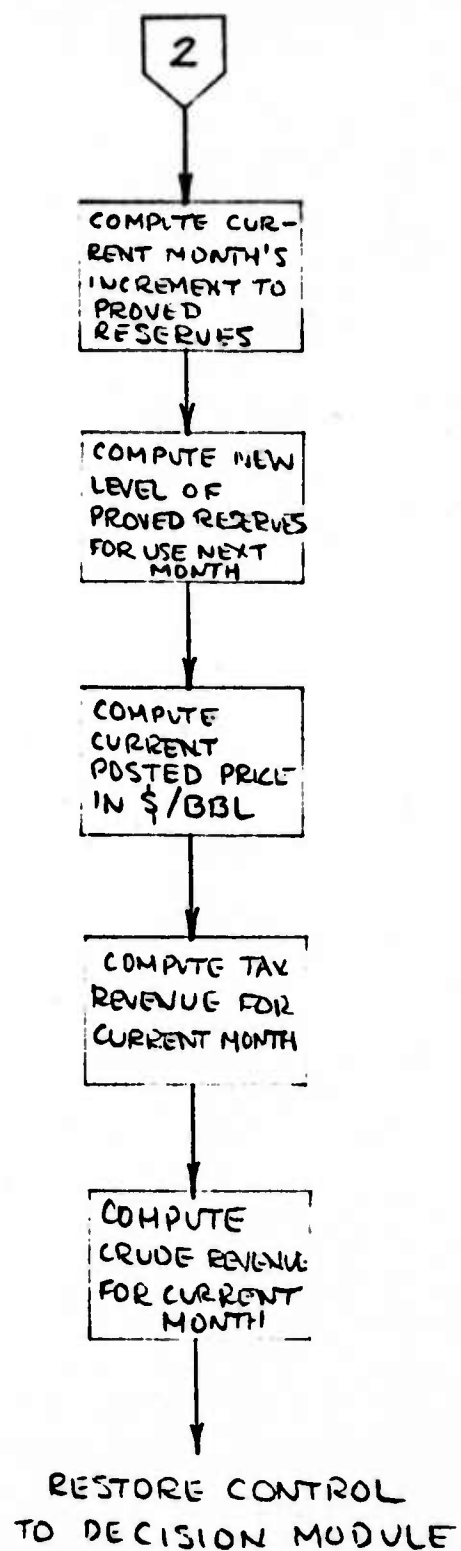 2
COMPUTE CUR-
RENT MONTH'S
INCREMENT TO
PROVED
RESERVES
COMPUTE NEW
LEVEL OF
PROVED RESERVES
FOR USE NEXT
MONTH
COMPUTE
CURRENT
POSTED PRICE
IN $/BBL
COMPUTE TAX
REVENUE FOR
CURRENT MONTH
COMPUTE
CRUDE REVENUE
FOR CURRENT
MONTH
RESTORE CONTROL
TO DECISION MODULE